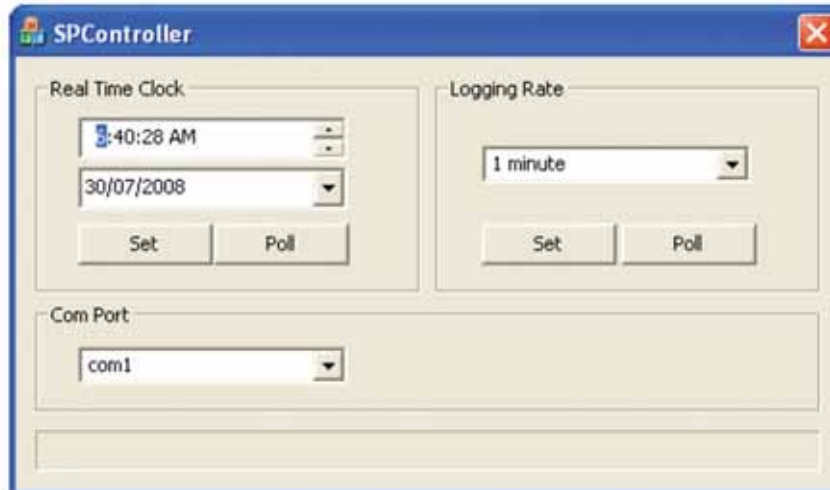 SPController
Real Time Clock
6:40:28 AM
30/07/2008
Set Poll
Logging Rate
1 minute
Set Poll
Com Port
com1